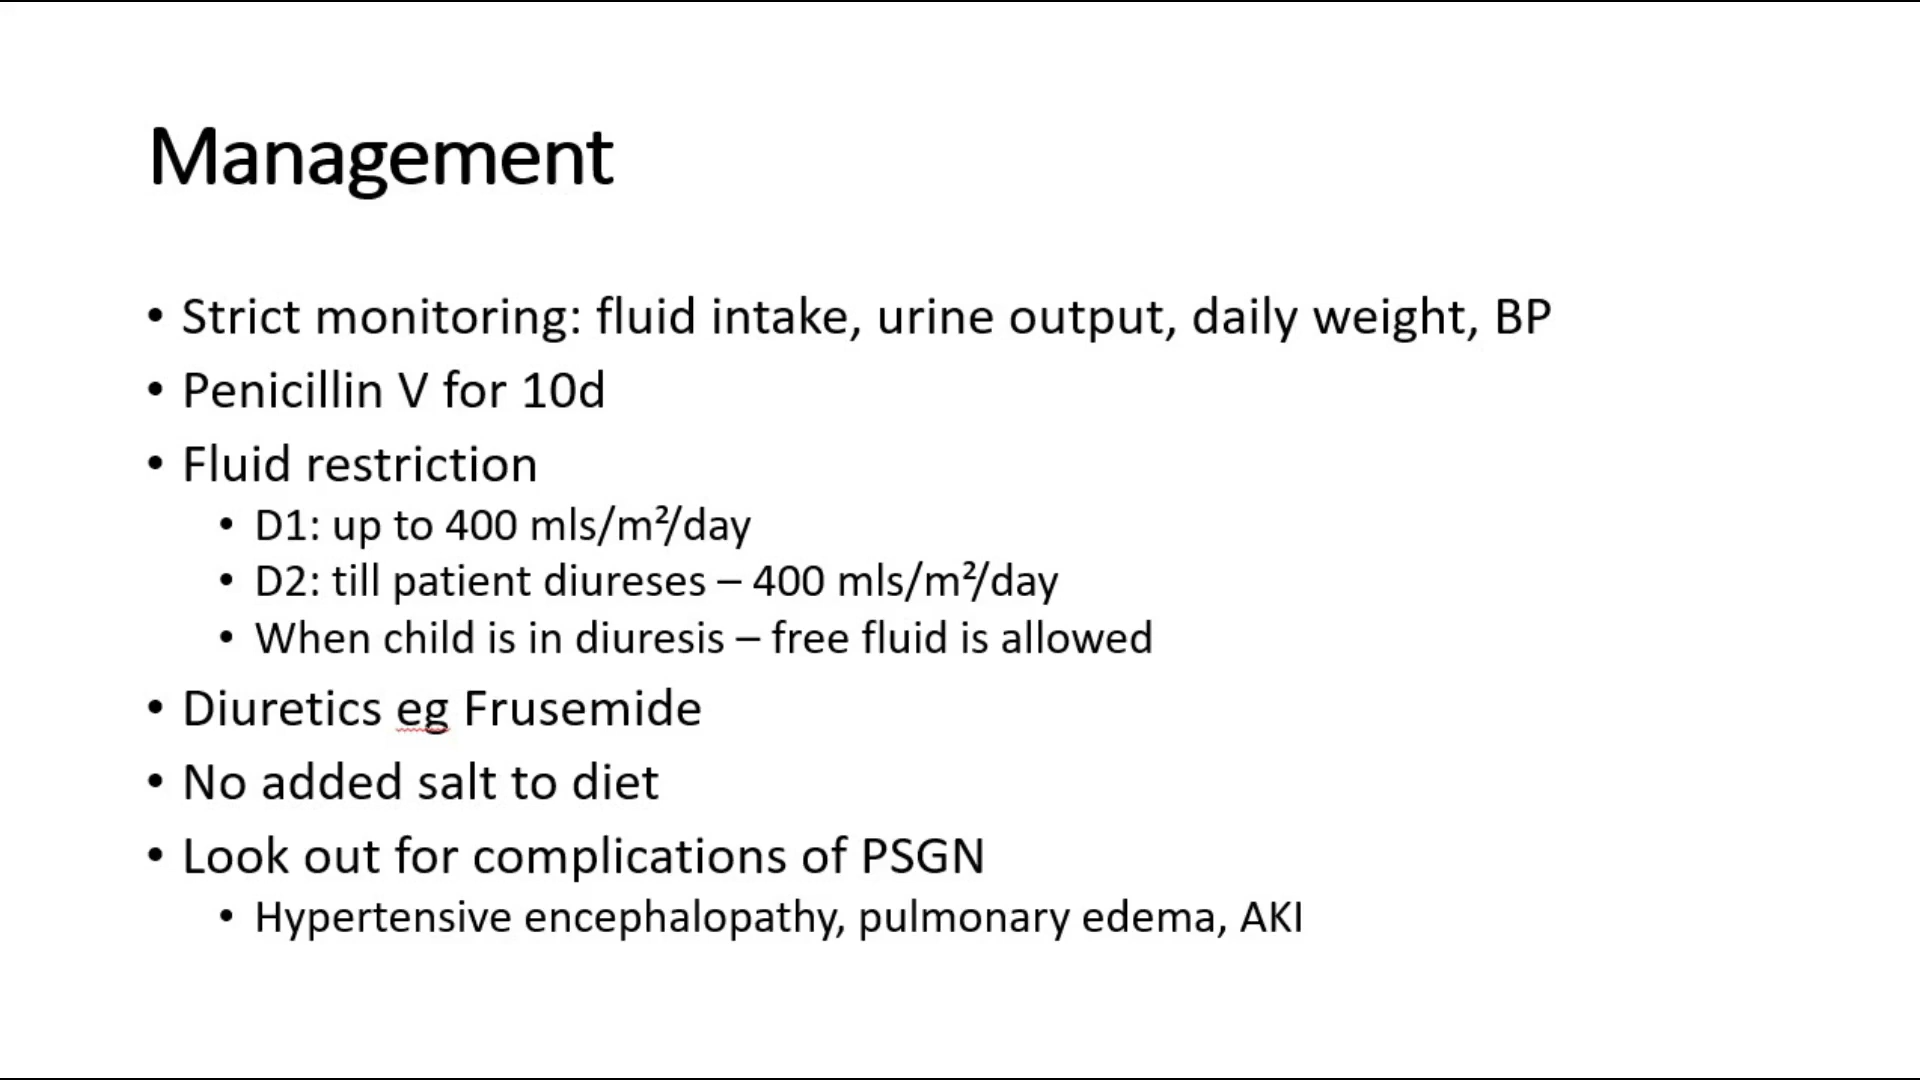 Management
• Strict monitoring: fluid intake, urine output, daily weight, BP
• Penicillin V for 10d
• Fluid restriction
• D1: up to 400 mls/m²/day
• D2: till patient diureses – 400 mls/m²/day
• When child is in diuresis – free fluid is allowed
• Diuretics eg Frusemide
• No added salt to diet
• Look out for complications of PSGN
• Hypertensive encephalopathy, pulmonary edema, AKI